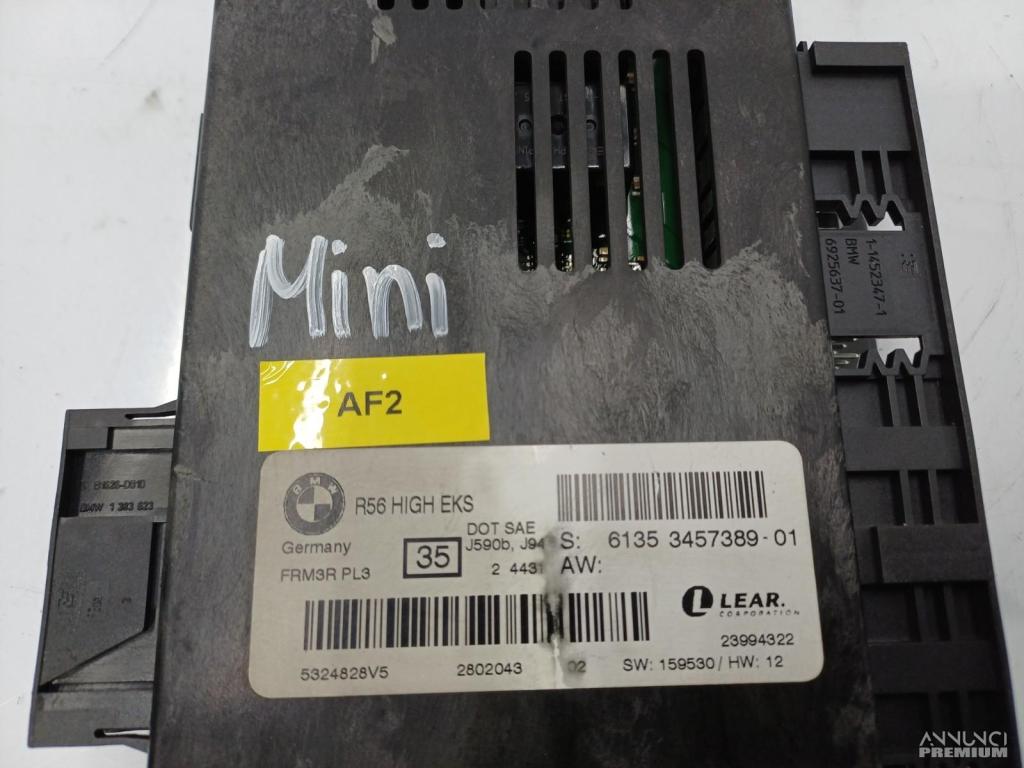 Mini
AF2
BMW
R56 HIGH EKS
Germany
FRM3R PL3
35
DOT SAE
J590b,
2 4431
S: 6135 3457389-01
AW:
LEAR.
CORPORATION
23994322
5324828V5
2802043
02
SW: 159530/ HW: 12
1-1452347-1
BMW
6925637-01
BMW 1 383 823
ANNUNCI
PREMIUM